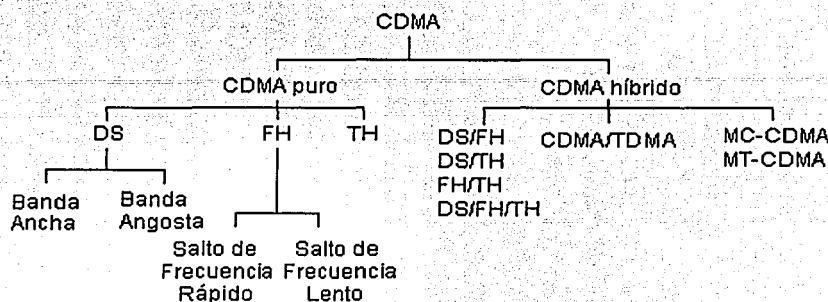 CDMA
CDMA puro
CDMA híbrido
DS
FH
TH
DS/FH
DS/TH
FH/TH
DS/FH/TH
CDMA/TDMA
MC-CDMA
MT-CDMA
Banda
Ancha
Banda
Angosta
Salto de
Frecuencia
Rápido
Salto de
Frecuencia
Lento